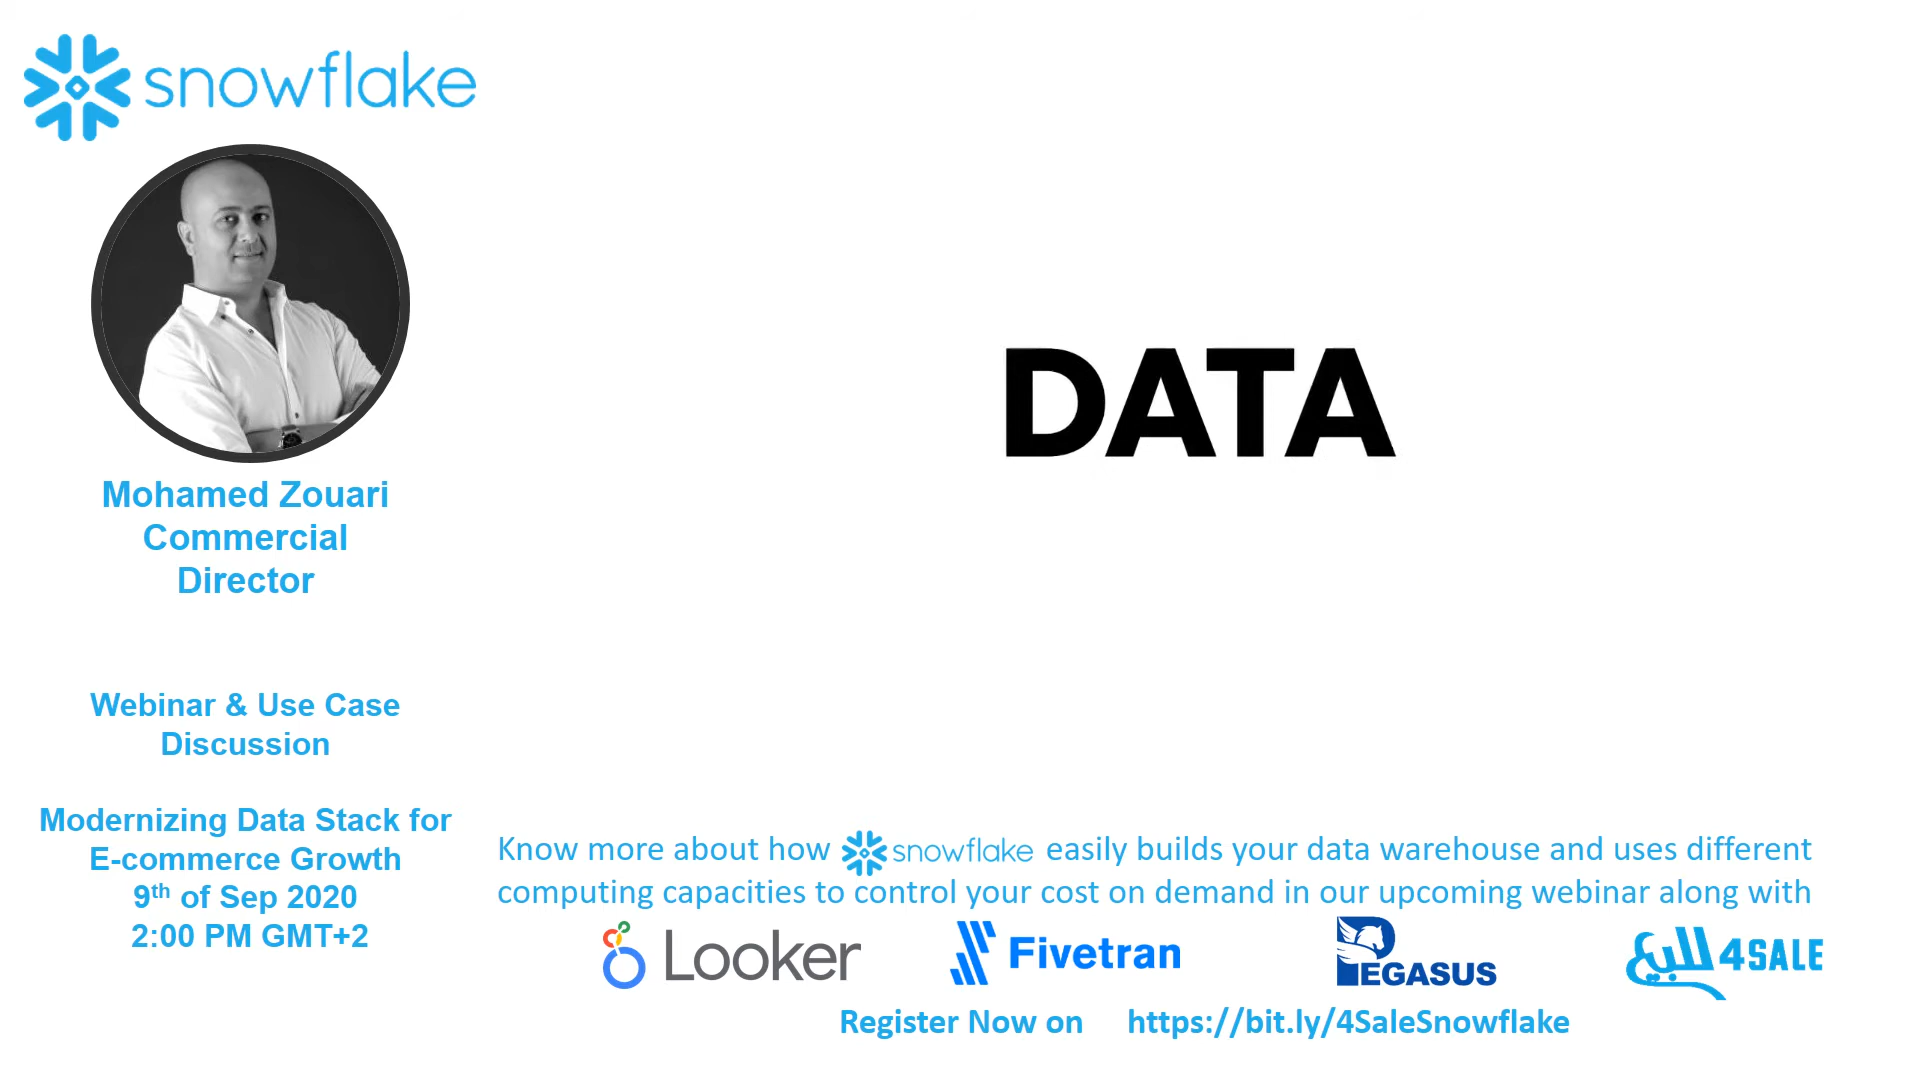 snowflake
Mohamed Zouari
Commercial
Director
Webinar & Use Case
Discussion
Modernizing Data Stack for
E-commerce Growth
9th of Sep 2020
2:00 PM GMT+2
DATA
Know more about how snowflake easily builds your data warehouse and uses different
computing capacities to control your cost on demand in our upcoming webinar along with
Looker Fivetran PEGASUS للبيع 4SALE
Register Now on https://bit.ly/4SaleSnowflake